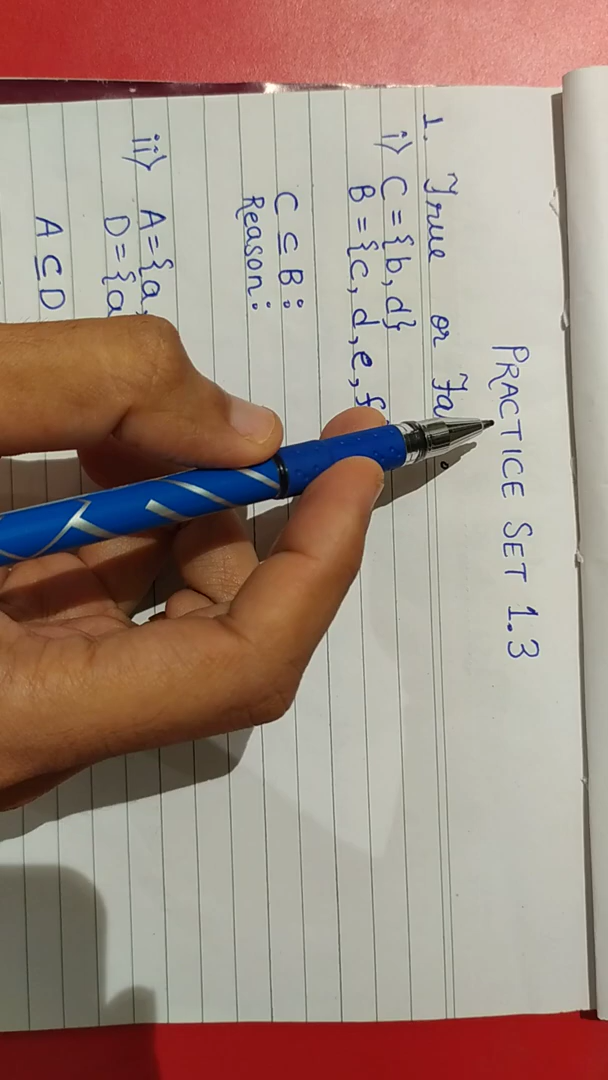 PRACTICE SET 1.3
1. True or Fa
i) C = {b, d}
B = {c, d, e, f
C ⊆ B :
Reason :
ii) A = {a,
D = {a
A ⊆ D